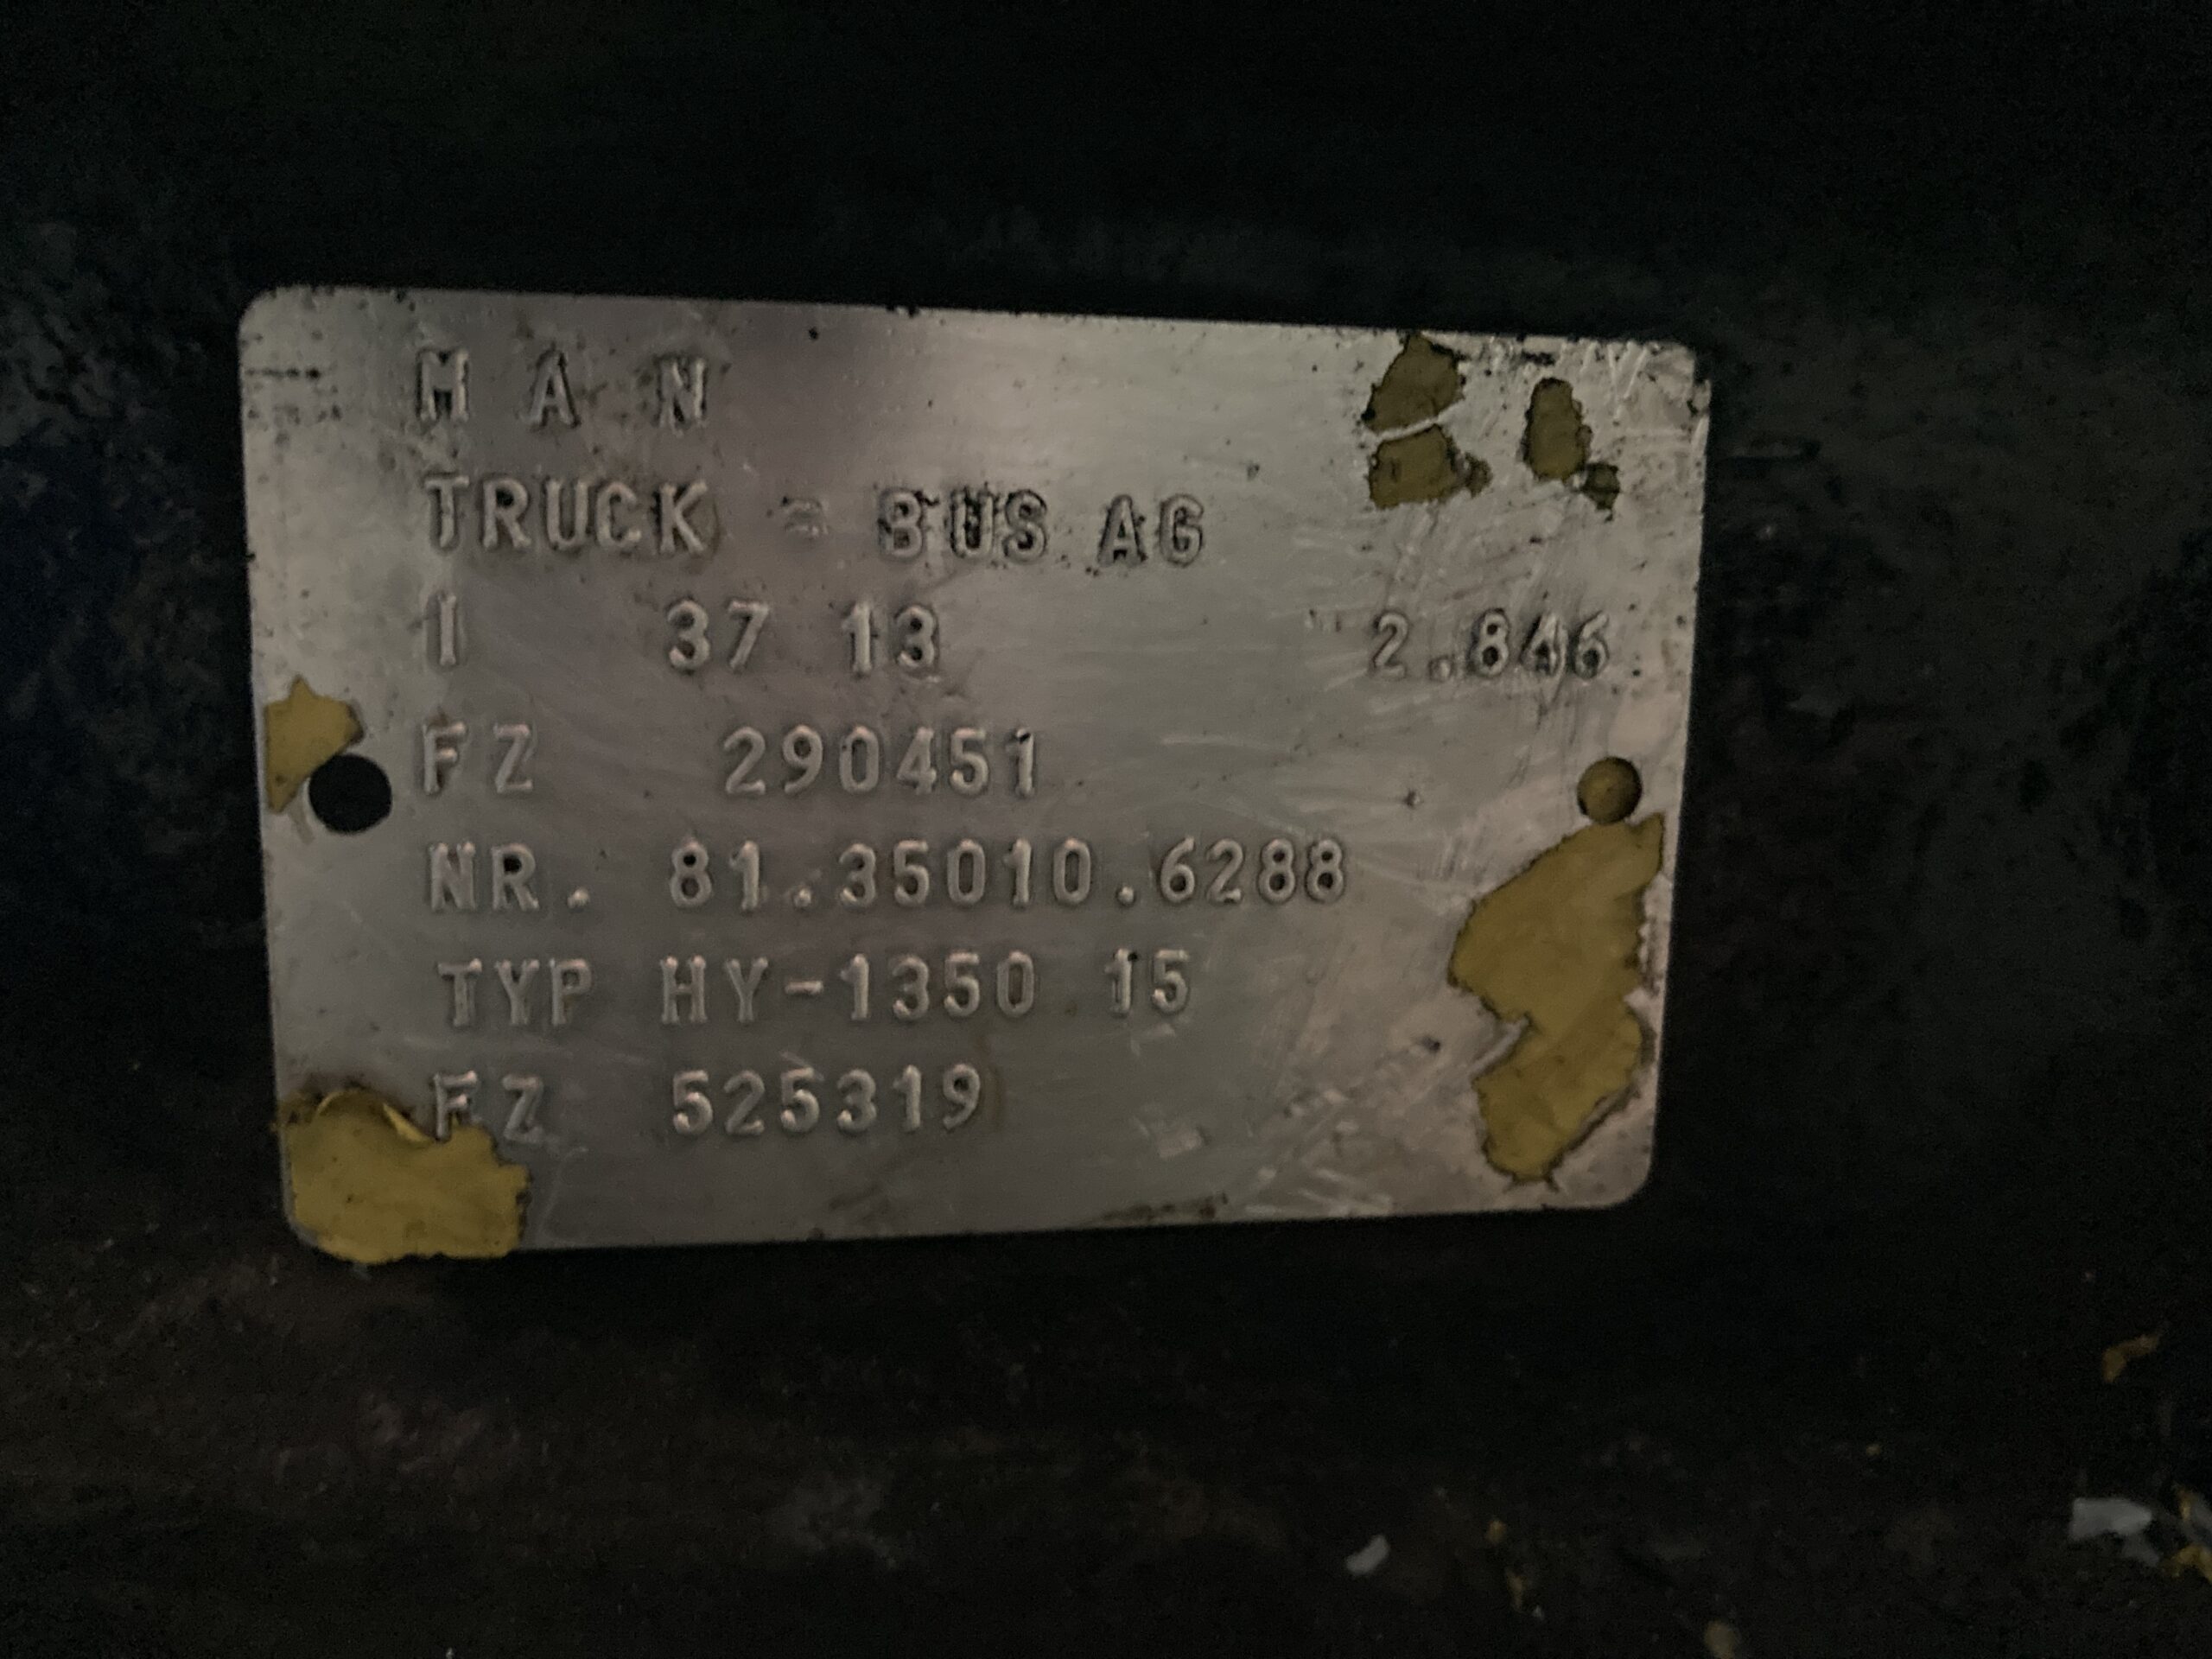 M A N
TRUCK - BUS AG
I 37 13 2.846
FZ 290451
NR. 81.35010.6288
TYP HY-1350 15
FZ 525319